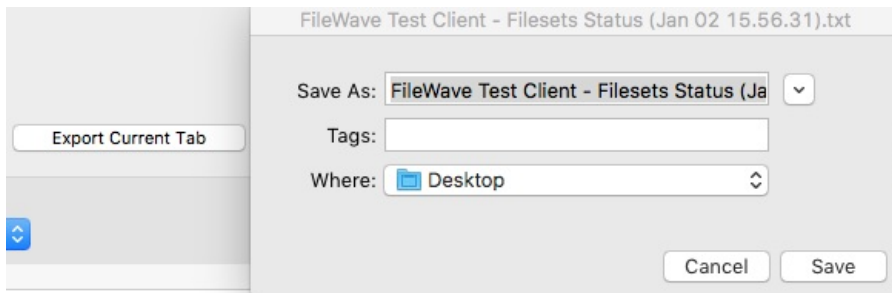 FileWave Test Client - Filesets Status (Jan 02 15.56.31).txt
Save As: FileWave Test Client - Filesets Status (Ja
Export Current Tab
Tags:
Where: Desktop
Cancel Save